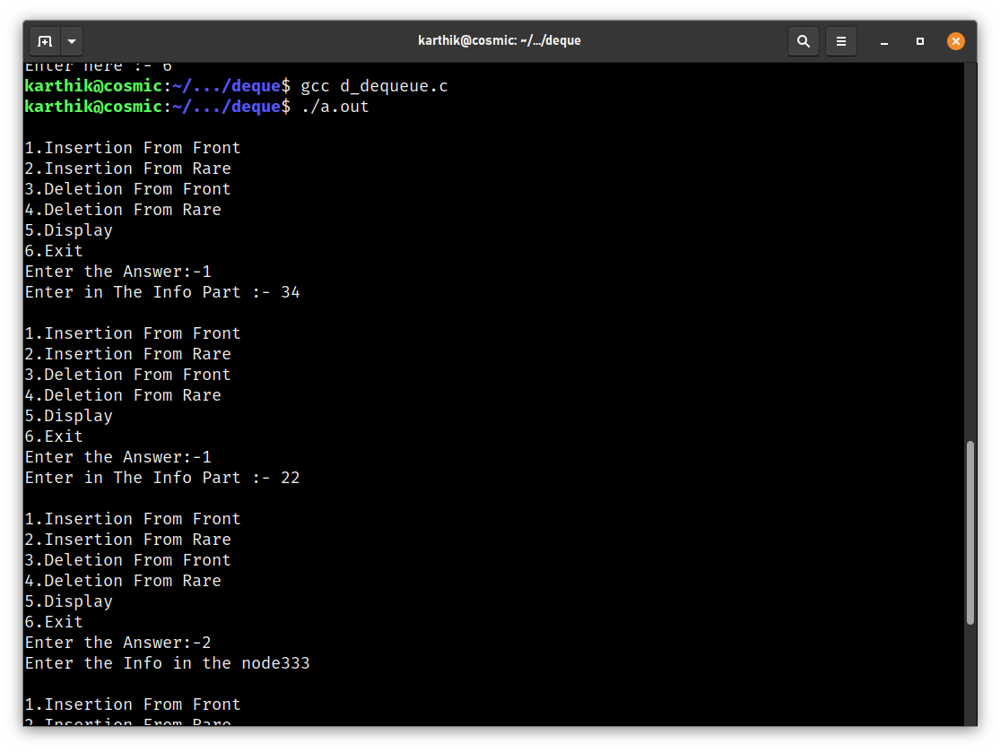 karthik@cosmic: ~/.../deque
Enter here :- 6
karthik@cosmic:~/.../deque$ gcc d_dequeue.c
karthik@cosmic:~/.../deque$ ./a.out
1.Insertion From Front
2.Insertion From Rare
3.Deletion From Front
4.Deletion From Rare
5.Display
6.Exit
Enter the Answer:-1
Enter in The Info Part :- 34
1.Insertion From Front
2.Insertion From Rare
3.Deletion From Front
4.Deletion From Rare
5.Display
6.Exit
Enter the Answer:-1
Enter in The Info Part :- 22
1.Insertion From Front
2.Insertion From Rare
3.Deletion From Front
4.Deletion From Rare
5.Display
6.Exit
Enter the Answer:-2
Enter the Info in the node333
1.Insertion From Front
2.Insertion From Rare